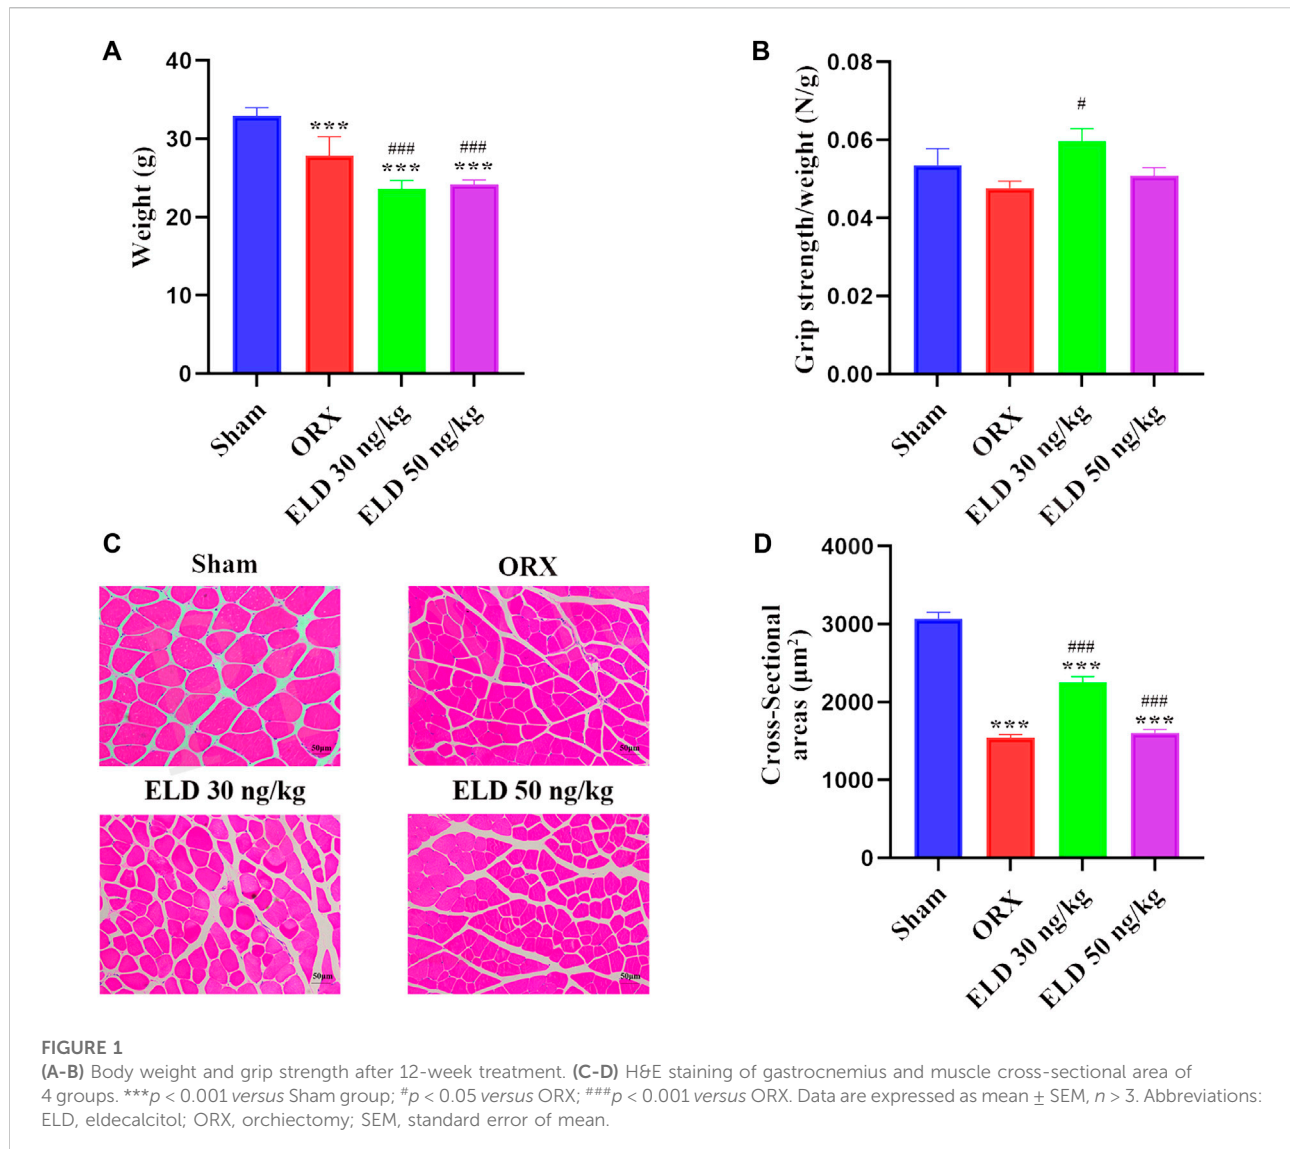 A
Weight (g)
40
30
20
10
0
***
###
***
###
***
Sham
ORX
ELD 30 ng/kg
ELD 50 ng/kg
B
Grip strength/weight (N/g)
0.08
0.06
0.04
0.02
0.00
#
Sham
ORX
ELD 30 ng/kg
ELD 50 ng/kg
C
Sham
50μm
ORX
50μm
ELD 30 ng/kg
50μm
ELD 50 ng/kg
50μm
D
Cross-Sectional
areas (μm²)
4000
3000
2000
1000
0
***
###
***
###
***
Sham
ORX
ELD 30 ng/kg
ELD 50 ng/kg
FIGURE 1
(A-B) Body weight and grip strength after 12-week treatment. (C-D) H&E staining of gastrocnemius and muscle cross-sectional area of
4 groups. ***p < 0.001 versus Sham group; #p < 0.05 versus ORX; ###p < 0.001 versus ORX. Data are expressed as mean ± SEM, n > 3. Abbreviations:
ELD, eldecalcitol; ORX, orchiectomy; SEM, standard error of mean.